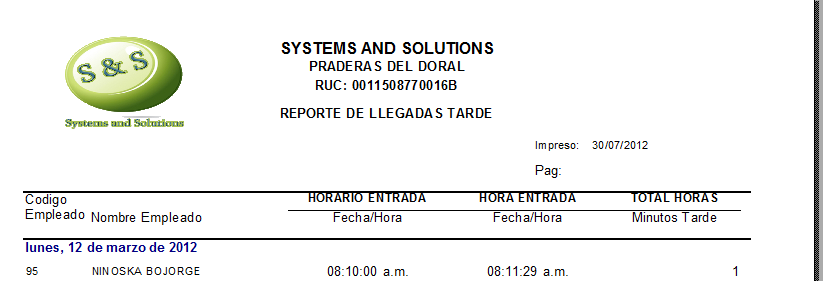 S & S
Systems and Solutions
SYSTEMS AND SOLUTIONS
PRADERAS DEL DORAL
RUC: 0011508770016B
REPORTE DE LLEGADAS TARDE
Impreso: 30/07/2012
Pag:
Codigo Empleado Nombre Empleado HORARIO ENTRADA HORA ENTRADA TOTAL HORAS
Fecha/Hora Fecha/Hora Minutos Tarde
lunes, 12 de marzo de 2012
95 NINOSKA BOJORGE 08:10:00 a.m. 08:11:29 a.m. 1